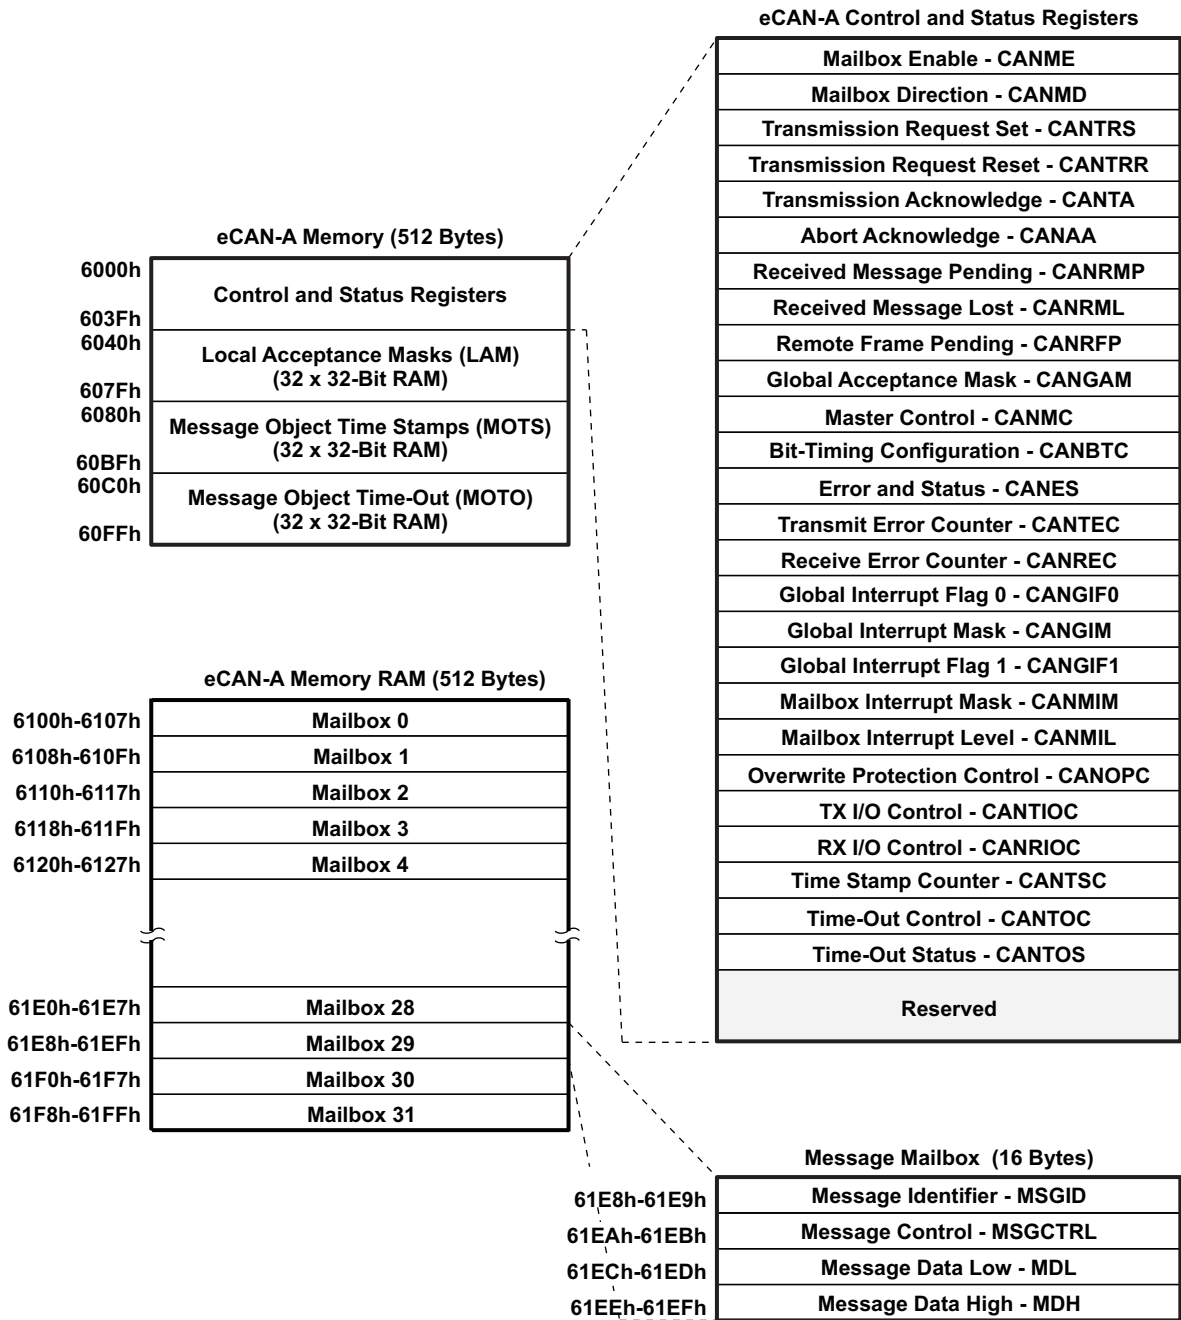 eCAN-A Control and Status Registers
Mailbox Enable - CANME
Mailbox Direction - CANMD
Transmission Request Set - CANTRS
Transmission Request Reset - CANTRR
Transmission Acknowledge - CANTA
Abort Acknowledge - CANAA
Received Message Pending - CANRMP
Received Message Lost - CANRML
Remote Frame Pending - CANRFP
Global Acceptance Mask - CANGAM
Master Control - CANMC
Bit-Timing Configuration - CANBTC
Error and Status - CANES
Transmit Error Counter - CANTEC
Receive Error Counter - CANREC
Global Interrupt Flag 0 - CANGIF0
Global Interrupt Mask - CANGIM
Global Interrupt Flag 1 - CANGIF1
Mailbox Interrupt Mask - CANMIM
Mailbox Interrupt Level - CANMIL
Overwrite Protection Control - CANOPC
TX I/O Control - CANTIOC
RX I/O Control - CANRIOC
Time Stamp Counter - CANTSC
Time-Out Control - CANTOC
Time-Out Status - CANTOS
Reserved
eCAN-A Memory (512 Bytes)
6000h
Control and Status Registers
603Fh
6040h
Local Acceptance Masks (LAM)
(32 x 32-Bit RAM)
607Fh
6080h
Message Object Time Stamps (MOTS)
(32 x 32-Bit RAM)
60BFh
60C0h
Message Object Time-Out (MOTO)
(32 x 32-Bit RAM)
60FFh
eCAN-A Memory RAM (512 Bytes)
6100h-6107h Mailbox 0
6108h-610Fh Mailbox 1
6110h-6117h Mailbox 2
6118h-611Fh Mailbox 3
6120h-6127h Mailbox 4
61E0h-61E7h Mailbox 28
61E8h-61EFh Mailbox 29
61F0h-61F7h Mailbox 30
61F8h-61FFh Mailbox 31
Message Mailbox (16 Bytes)
61E8h-61E9h Message Identifier - MSGID
61EAh-61EBh Message Control - MSGCTRL
61ECh-61EDh Message Data Low - MDL
61EEh-61EFh Message Data High - MDH